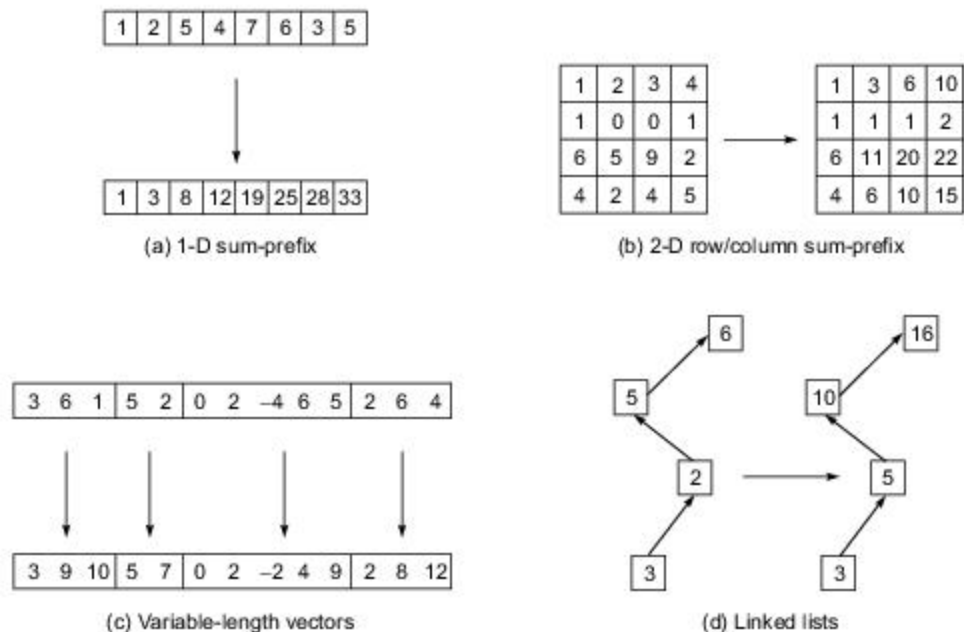 1 2 5 4 7 6 3 5
1 3 8 12 19 25 28 33
(a) 1-D sum-prefix
1 2 3 4
1 0 0 1
6 5 9 2
4 2 4 5
1 3 6 10
1 1 1 2
6 11 20 22
4 6 10 15
(b) 2-D row/column sum-prefix
3 6 1 5 2 0 2 –4 6 5 2 6 4
3 9 10 5 7 0 2 –2 4 9 2 8 12
(c) Variable-length vectors
6
5
2
3
16
10
5
3
(d) Linked lists